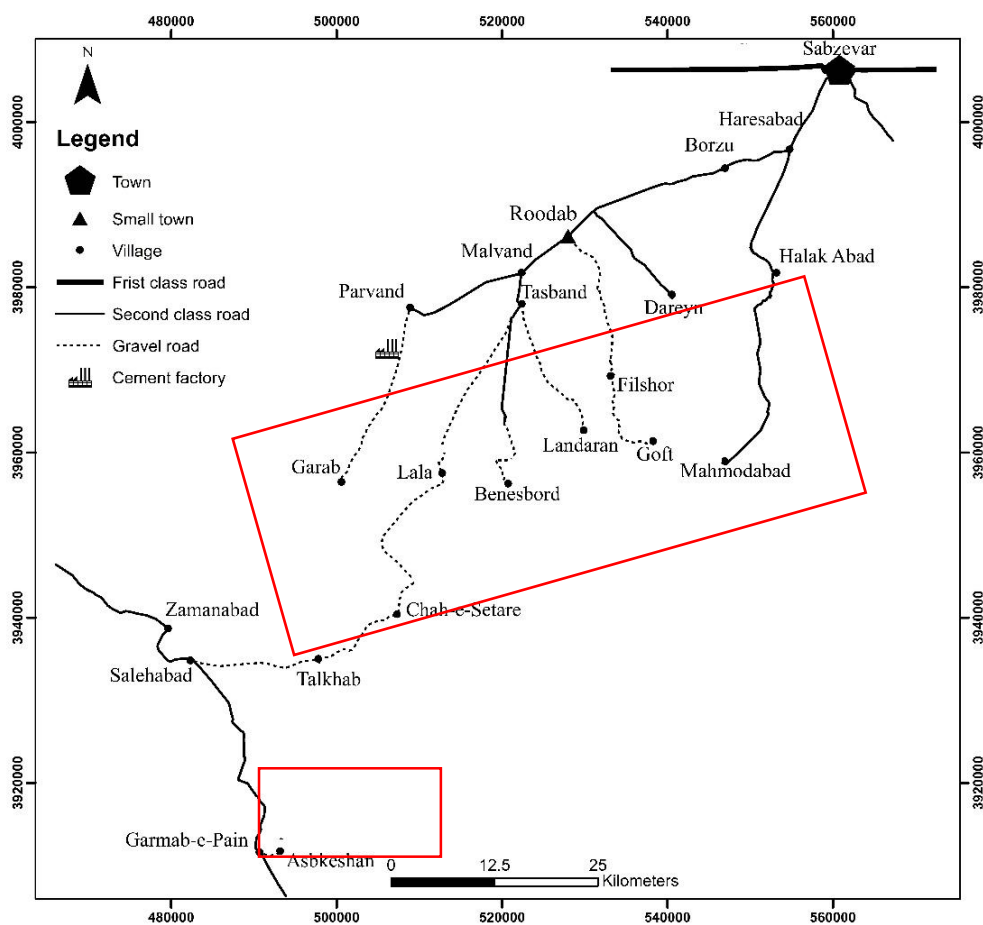 480000
500000
520000
540000
560000
Sabzevar
N
4000000
4000000
Haresabad
Legend
Borzu
Town
Small town
Roodab
Village
Malvand
Halak Abad
Frist class road
3980000
Parvand
Tasband
3980000
Second class road
Dareyn
Gravel road
Cement factory
Filshor
Landaran
Goft
3960000
Garab
Lala
Mahmodabad
3960000
Benesbord
Zamanabad
Chah-e-Setare
3940000
3940000
Salehabad
Talkhab
3920000
3920000
Garmab-e-Pain
Asbkeshan
0
12.5
25
Kilometers
480000
500000
520000
540000
560000